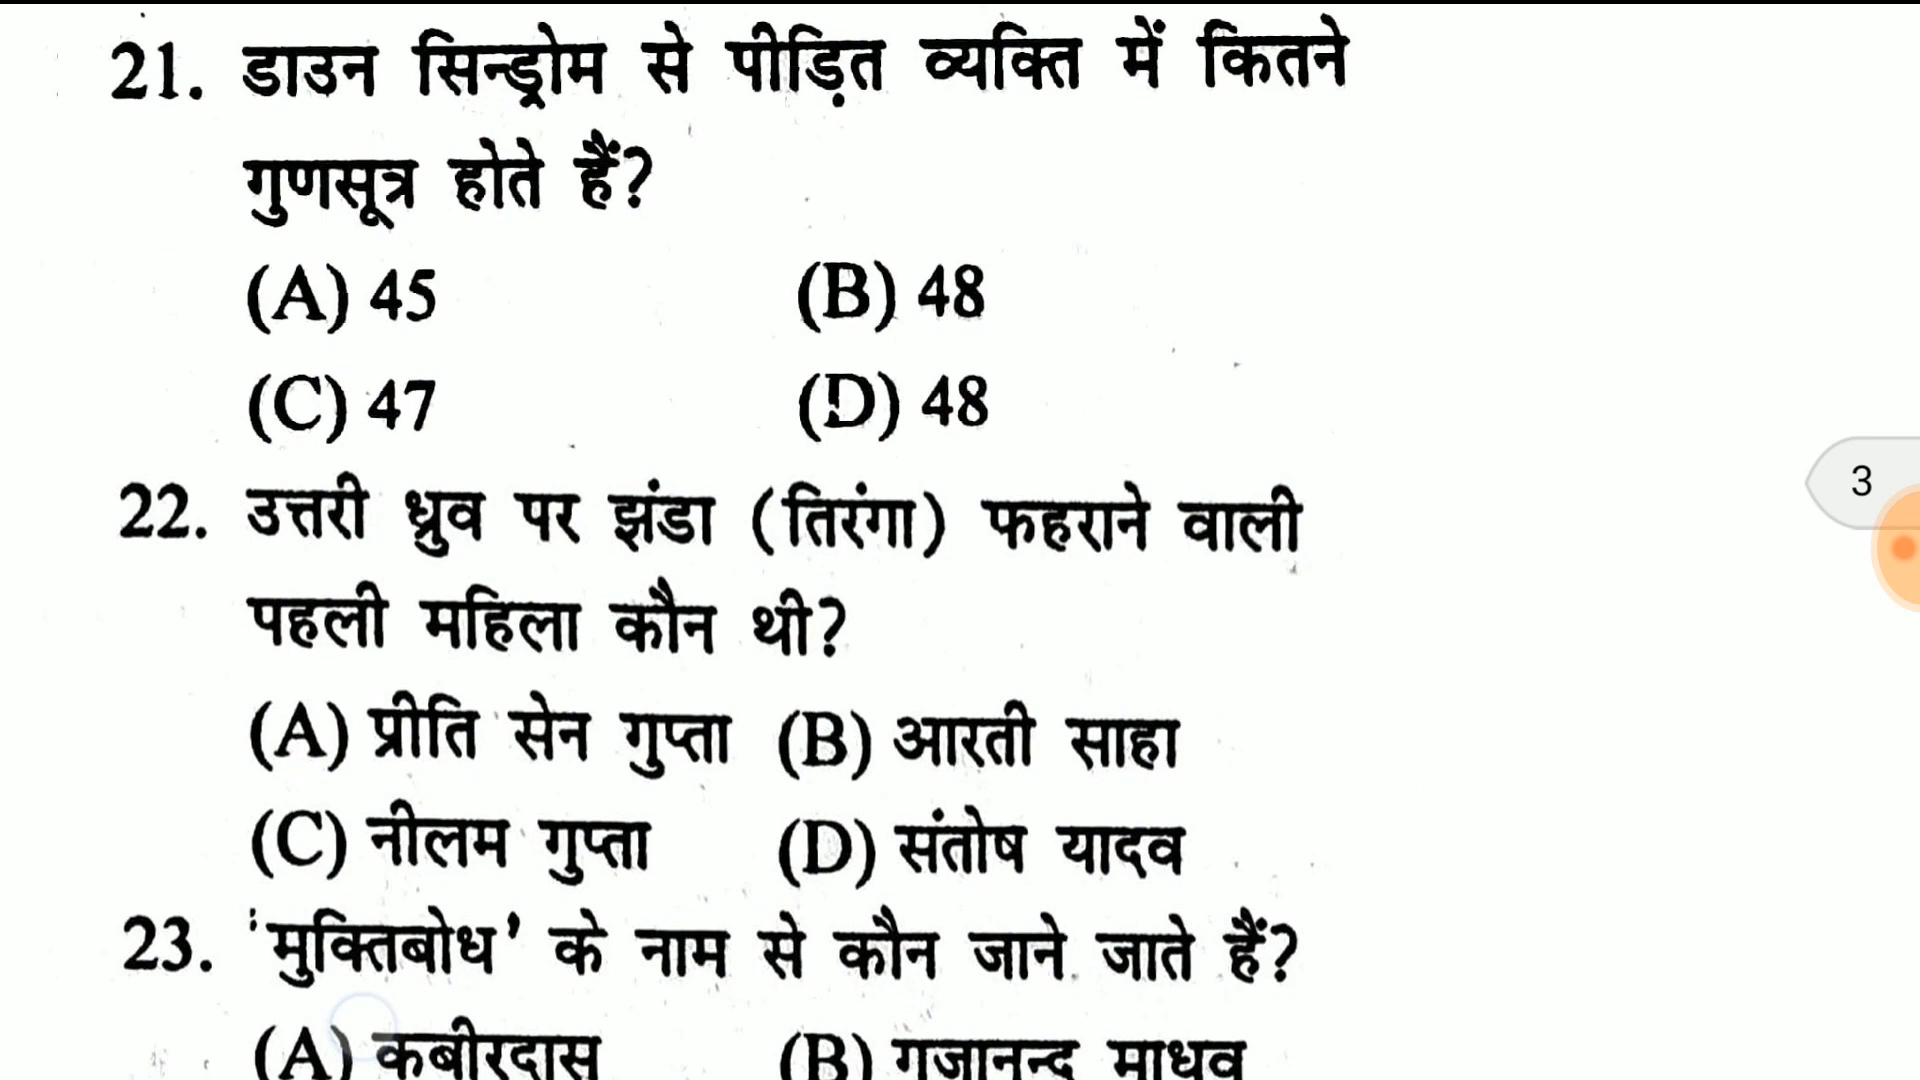 21. डाउन सिन्ड्रोम से पीड़ित व्यक्ति में कितने
गुणसूत्र होते हैं?
(A) 45 (B) 48
(C) 47 (D) 48
3
22. उत्तरी ध्रुव पर झंडा (तिरंगा) फहराने वाली
पहली महिला कौन थी?
(A) प्रीति सेन गुप्ता (B) आरती साहा
(C) नीलम गुप्ता (D) संतोष यादव
23. 'मुक्तिबोध' के नाम से कौन जाने जाते हैं?
(A) कबीरदास (B) गजानन्द माधव